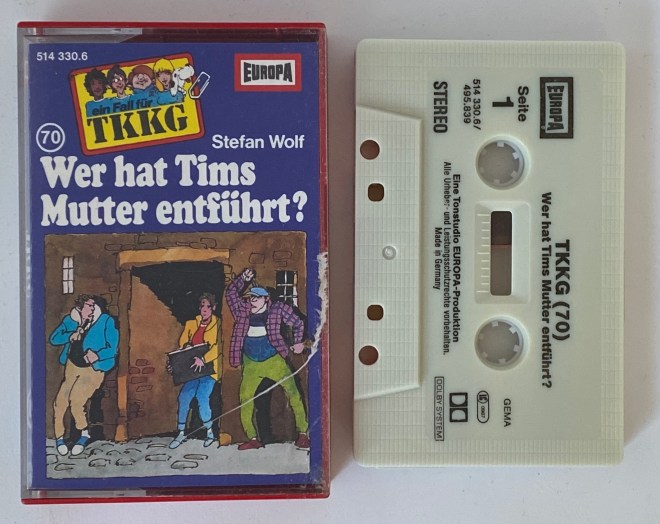 514 330.6
EUROPA
ein Fall für
TKKG
70
Stefan Wolf
Wer hat Tims
Mutter entführt?
EUROPA
Seite
1
514 330.6/
495.839
STEREO
TKKG (70)
Wer hat Tims Mutter entführt?
Eine Tonstudio EUROPA-Produktion
Alle Urheber- und Leistungsschutzrechte vorbehalten.
Made in Germany
GEMA
DOLBY SYSTEM